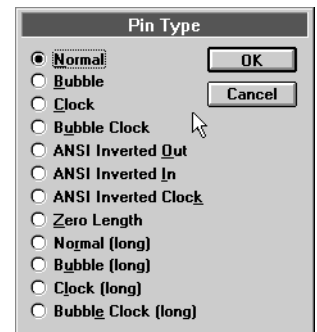 Pin Type
Normal
OK
Bubble
Cancel
Clock
Bubble Clock
ANSI Inverted Out
ANSI Inverted In
ANSI Inverted Clock
Zero Length
Normal (long)
Bubble (long)
Clock (long)
Bubble Clock (long)